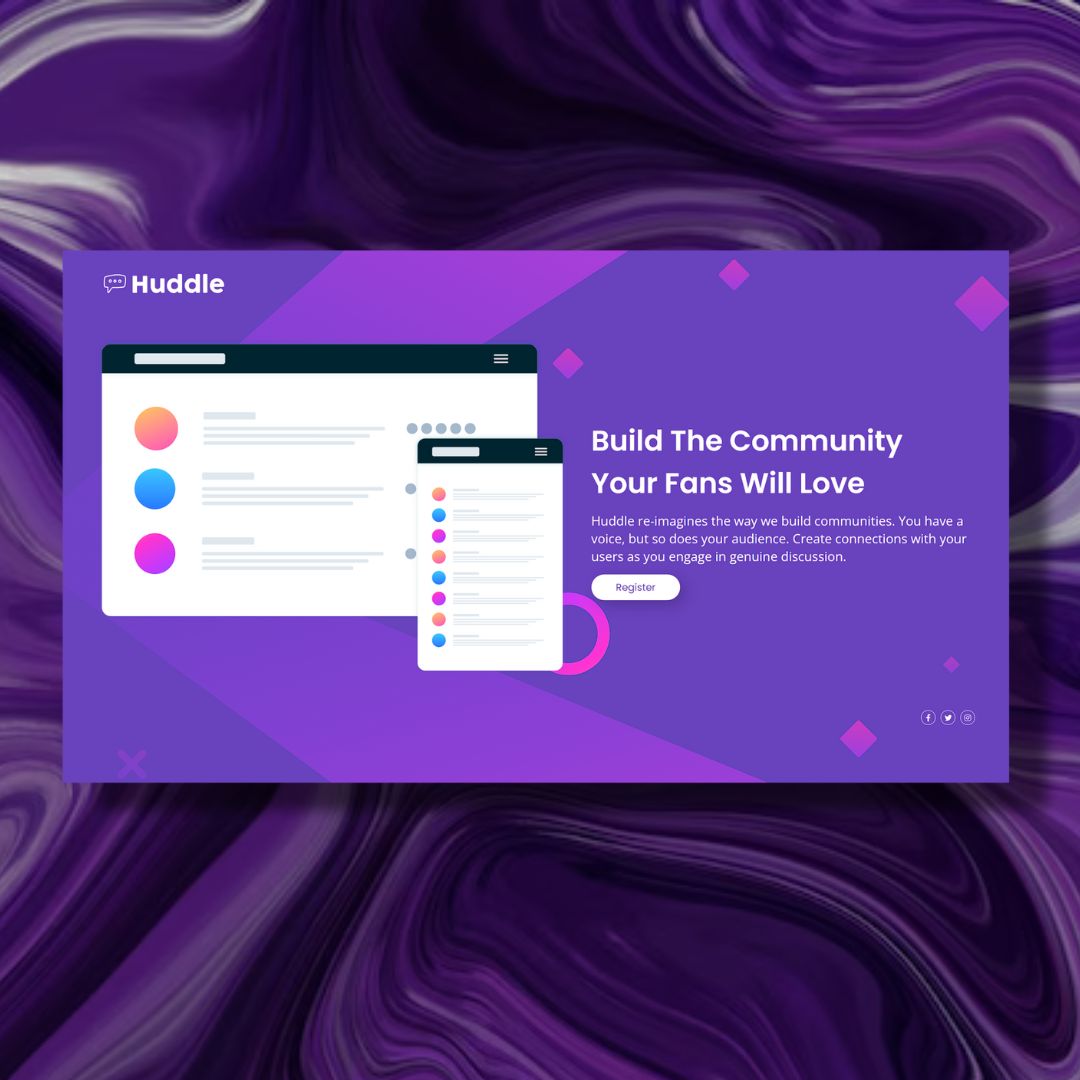 Huddle
Build The Community
Your Fans Will Love
Huddle re-imagines the way we build communities. You have a
voice, but so does your audience. Create connections with your
users as you engage in genuine discussion.
Register